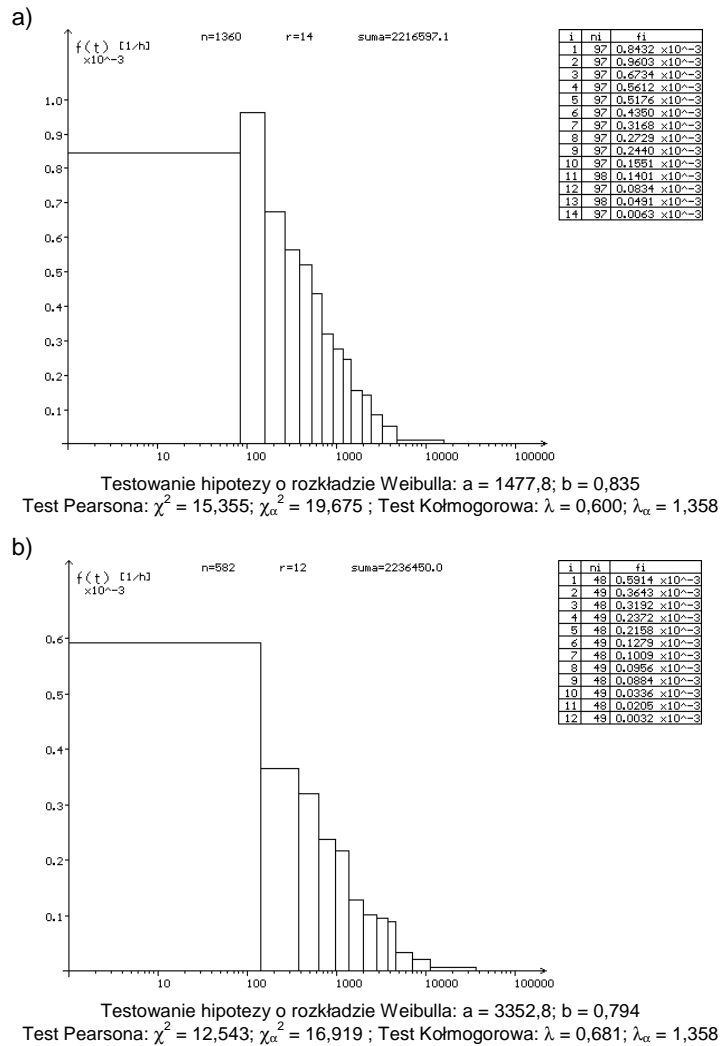 a)
f(t) [1/h]
x10^-3
n=1360 r=14 suma=2216597.1
1.0
0.9
0.8
0.7
0.6
0.5
0.4
0.3
0.2
0.1
10 100 1000 10000 100000
i ni fi
1 97 0.8432 x10^-3
2 97 0.9603 x10^-3
3 97 0.6734 x10^-3
4 97 0.5612 x10^-3
5 97 0.5176 x10^-3
6 97 0.4350 x10^-3
7 97 0.3168 x10^-3
8 97 0.2729 x10^-3
9 97 0.2440 x10^-3
10 97 0.1551 x10^-3
11 98 0.1401 x10^-3
12 97 0.0834 x10^-3
13 98 0.0491 x10^-3
14 97 0.0063 x10^-3
Testowanie hipotezy o rozkładzie Weibulla: a = 1477,8; b = 0,835
Test Pearsona: χ² = 15,355; χα² = 19,675 ; Test Kołmogorowa: λ = 0,600; λα = 1,358
b)
f(t) [1/h]
x10^-3
n=582 r=12 suma=2236450.0
0.6
0.5
0.4
0.3
0.2
0.1
10 100 1000 10000 100000
i ni fi
1 48 0.5914 x10^-3
2 49 0.3643 x10^-3
3 48 0.3192 x10^-3
4 49 0.2372 x10^-3
5 48 0.2158 x10^-3
6 49 0.1279 x10^-3
7 48 0.1009 x10^-3
8 49 0.0956 x10^-3
9 48 0.0884 x10^-3
10 49 0.0336 x10^-3
11 48 0.0205 x10^-3
12 49 0.0032 x10^-3
Testowanie hipotezy o rozkładzie Weibulla: a = 3352,8; b = 0,794
Test Pearsona: χ² = 12,543; χα² = 16,919 ; Test Kołmogorowa: λ = 0,681; λα = 1,358